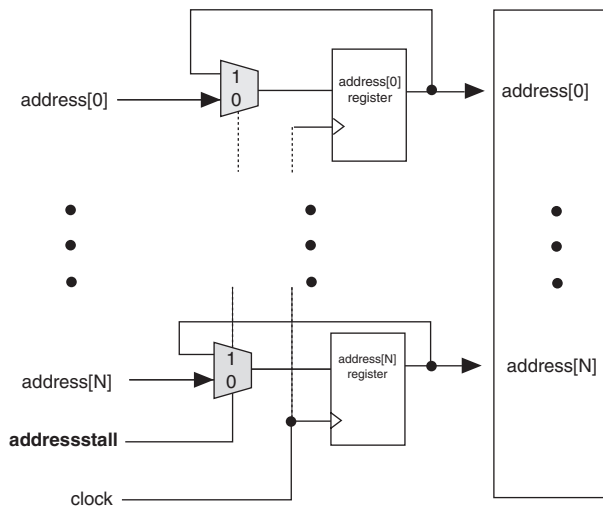 1
0
address[0]
address[0]
register
address[0]
1
0
address[N]
address[N]
register
address[N]
addressstall
clock